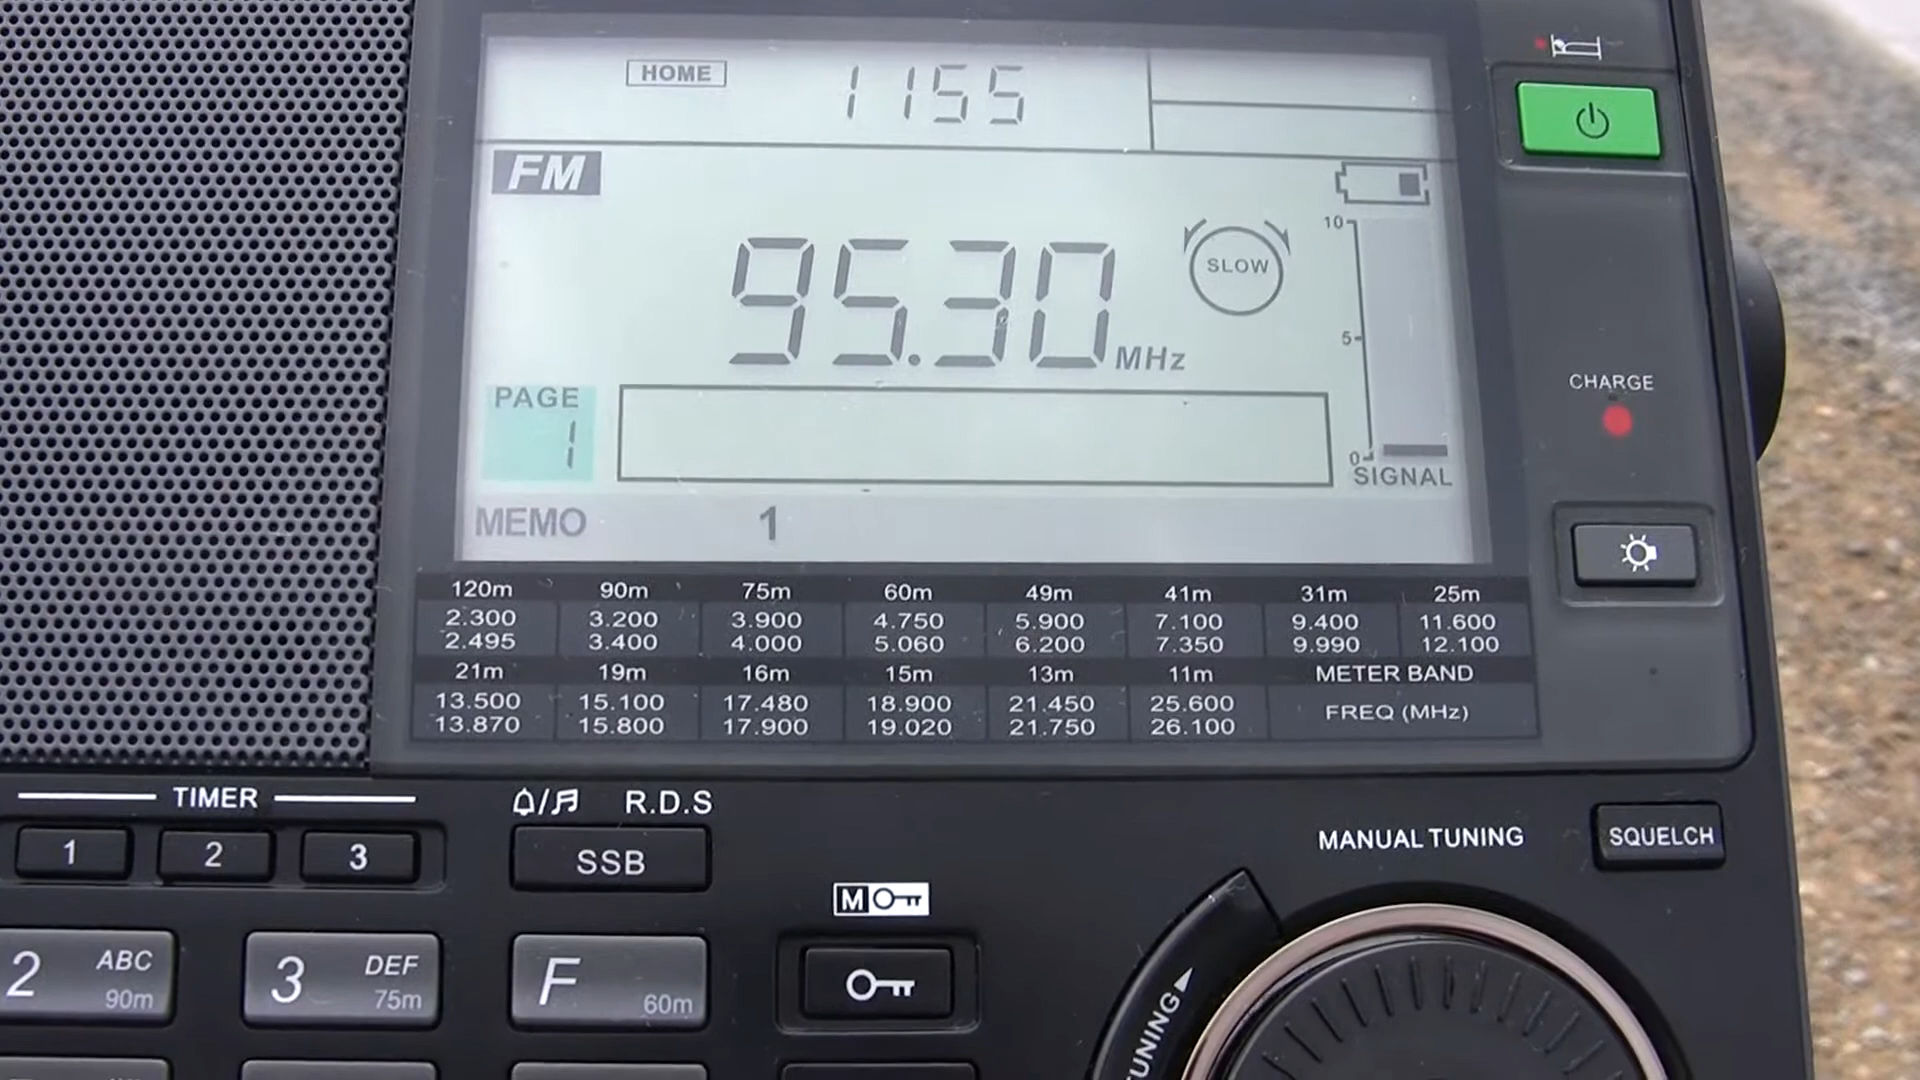 HOME 1155
FM
95.30 MHz
SLOW
10
5
0
SIGNAL
PAGE
1
MEMO 1
CHARGE
120m 90m 75m 60m 49m 41m 31m 25m
2.300 3.200 3.900 4.750 5.900 7.100 9.400 11.600
2.495 3.400 4.000 5.060 6.200 7.350 9.990 12.100
21m 19m 16m 15m 13m 11m METER BAND
13.500 15.100 17.480 18.900 21.450 25.600 FREQ (MHz)
13.870 15.800 17.900 19.020 21.750 26.100
TIMER
1 2 3
R.D.S
SSB
MANUAL TUNING
SQUELCH
M
2 ABC 90m
3 DEF 75m
F 60m
TUNING